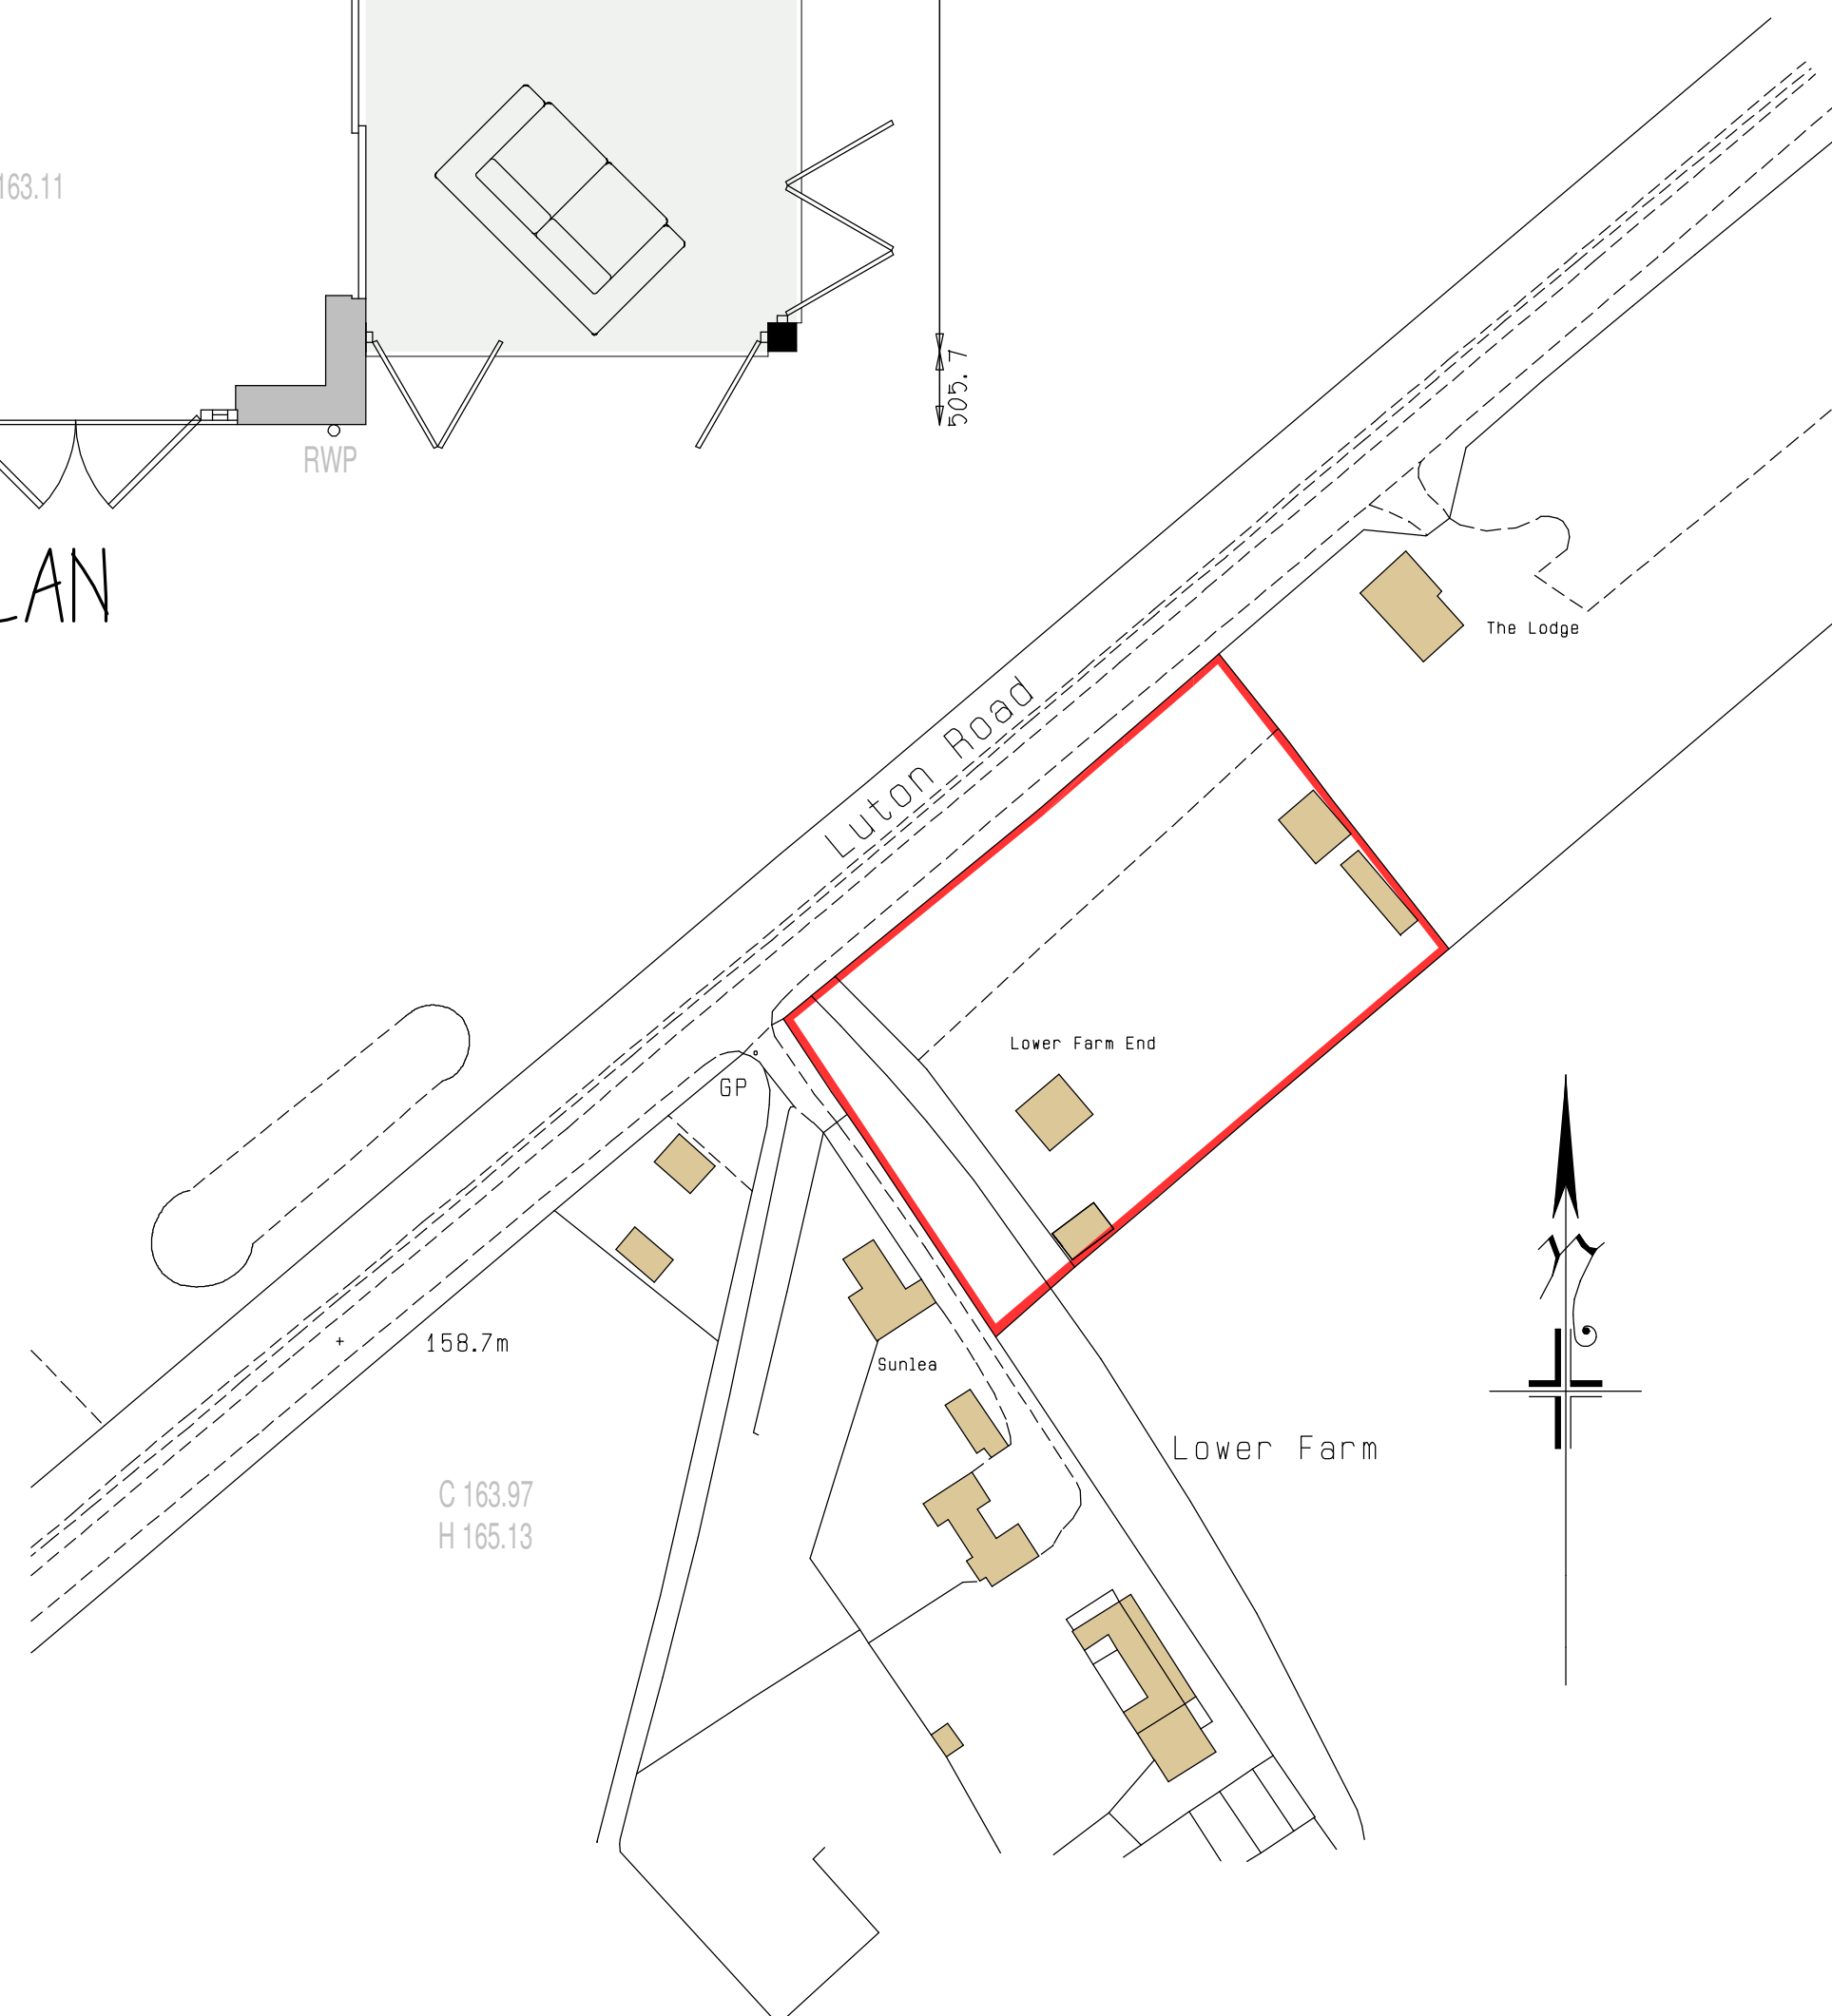 163.11
505.7
RWP
LAN
The Lodge
Luton Road
Lower Farm End
GP
158.7m
Sunlea
N
Lower Farm
C 163.97
H 165.13